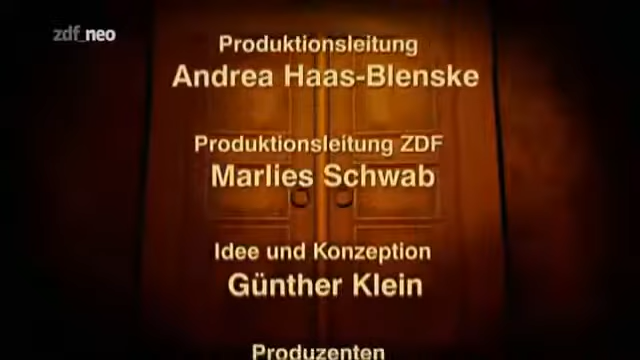 zdf_neo
Produktionsleitung
Andrea Haas-Blenske
Produktionsleitung ZDF
Marlies Schwab
Idee und Konzeption
Günther Klein
Produzenten